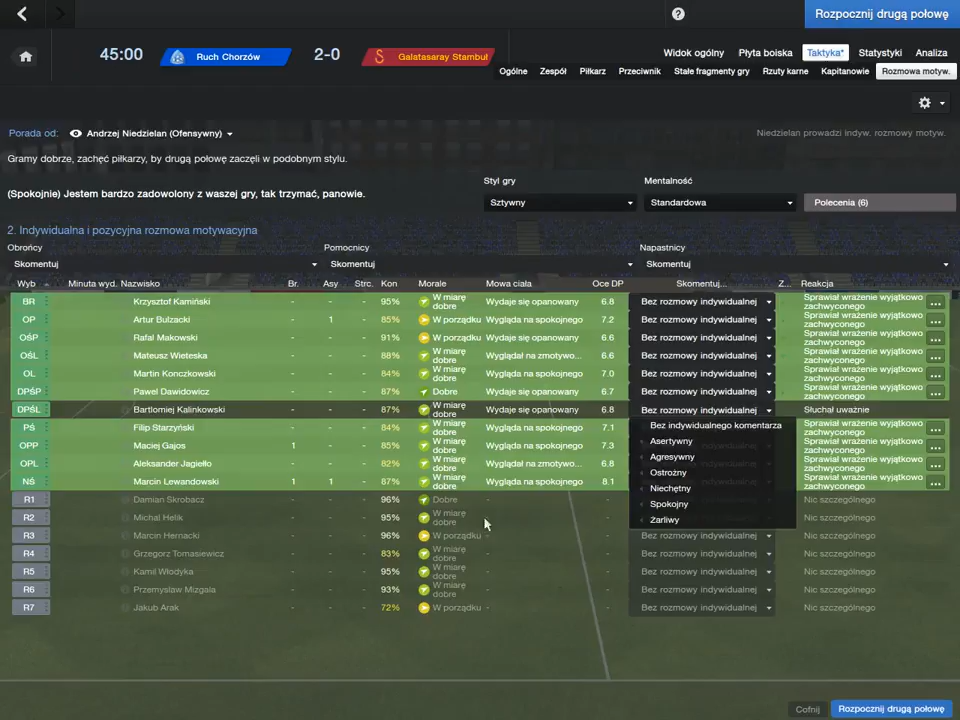 Rozpocznij drugą połowę
45:00
Ruch Chorzów
2-0
Galatasaray Stambuł
Widok ogólny Płyta boiska Taktyka* Statystyki Analiza
Ogólne Zespół Piłkarz Przeciwnik Stałe fragmenty gry Rzuty karne Kapitanowie Rozmowa motyw.
Porada od: Andrzej Niedzielan (Ofensywny)
Niedzielan prowadzi indyw. rozmowy motyw.
Gramy dobrze, zachęć piłkarzy, by drugą połowę zaczęli w podobnym stylu.
(Spokojnie) Jestem bardzo zadowolony z waszej gry, tak trzymać, panowie.
Styl gry Mentalność
Sztywny Standardowa Polecenia (6)
2. Indywidualna i pozycyjna rozmowa motywacyjna
Obrońcy Pomocnicy Napastnicy
Skomentuj Skomentuj Skomentuj
Wyb Minuta wyd. Nazwisko Br. Asy Strc. Kon Morale Mowa ciała Oce DP Skomentuj... Z... Reakcja
BR Krzysztof Kamiński - - - 95% W miarę dobre Wydaje się opanowany 6.8 Bez rozmowy indywidualnej Sprawiał wrażenie wyjątkowo zachwyconego ...
OP Artur Bulzacki - 1 - 85% W porządku Wygląda na spokojnego 7.2 Bez rozmowy indywidualnej Sprawiał wrażenie wyjątkowo zachwyconego ...
OŚP Rafał Makowski - - - 91% W porządku Wygląda na spokojnego 6.6 Bez rozmowy indywidualnej Sprawiał wrażenie wyjątkowo zachwyconego ...
OŚL Mateusz Wieteska - - - 88% W miarę dobre Wyglądał na zmotywo... 6.6 Bez rozmowy indywidualnej Sprawiał wrażenie wyjątkowo zachwyconego ...
OL Martin Konczkowski - - - 84% W miarę dobre Wygląda na spokojnego 7.0 Bez rozmowy indywidualnej Sprawiał wrażenie wyjątkowo zachwyconego ...
DPŚP Paweł Dawidowicz - - - 87% Dobre Wydaje się opanowany 6.7 Bez rozmowy indywidualnej Sprawiał wrażenie wyjątkowo zachwyconego ...
DPŚL Bartłomiej Kalinkowski - - - 87% W miarę dobre Wydaje się opanowany 6.8 Bez rozmowy indywidualnej Słuchał uważnie
PŚ Filip Starzyński - - - 84% W miarę dobre Wygląda na spokojnego 7.1 Sprawiał wrażenie wyjątkowo zachwyconego ...
OPP Maciej Gajos 1 - - 85% W miarę dobre Wygląda na spokojnego 7.3 Sprawiał wrażenie wyjątkowo zachwyconego ...
OPL Aleksander Jagiełło - - - 82% W miarę dobre Wyglądał na zmotywo... 6.8 Sprawiał wrażenie wyjątkowo zachwyconego ...
NŚ Marcin Lewandowski 1 1 - 87% W miarę dobre Wygląda na spokojnego 8.1 Sprawiał wrażenie wyjątkowo zachwyconego ...
Bez indywidualnego komentarza
Asertywny
Agresywny
Ostrożny
Niechętny
Spokojny
Żarliwy
R1 Damian Skrobacz - - - 96% Dobre - - Nic szczególnego
R2 Michał Helik - - - 95% W miarę dobre - - Nic szczególnego
R3 Marcin Hernacki - - - 96% W porządku - - Bez rozmowy indywidualnej Nic szczególnego
R4 Grzegorz Tomasiewicz - - - 83% W miarę dobre - - Bez rozmowy indywidualnej Nic szczególnego
R5 Kamil Włodyka - - - 95% W miarę dobre - - Bez rozmowy indywidualnej Nic szczególnego
R6 Przemysław Mizgała - - - 93% W miarę dobre - - Bez rozmowy indywidualnej Nic szczególnego
R7 Jakub Arak - - - 72% W porządku - - Bez rozmowy indywidualnej Nic szczególnego
Cofnij Rozpocznij drugą połowę